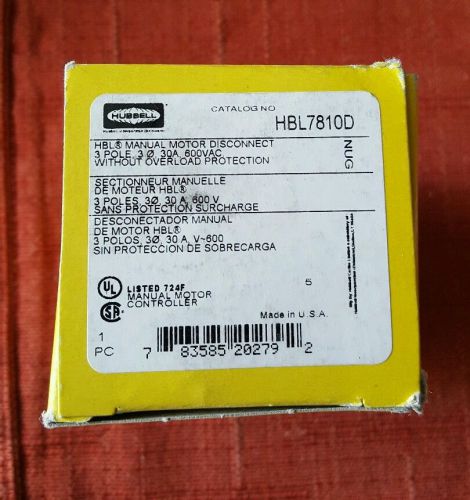 HUBBELL
CATALOG NO
HBL7810D
HBL® MANUAL MOTOR DISCONNECT
3 POLE, 3 Ø, 30A, 600VAC
WITHOUT OVERLOAD PROTECTION
NUG
SECTIONNEUR MANUELLE
DE MOTEUR HBL®
3 POLES, 3Ø, 30 A, 600 V
SANS PROTECTION SURCHARGE
DESCONECTADOR MANUAL
DE MOTOR HBL®
3 POLOS, 3Ø, 30 A, V~600
SIN PROTECCION DE SOBRECARGA
UL
LISTED 724F
MANUAL MOTOR
CONTROLLER
SA
5
Made in U.S.A.
1
PC
7 83585 20279 2